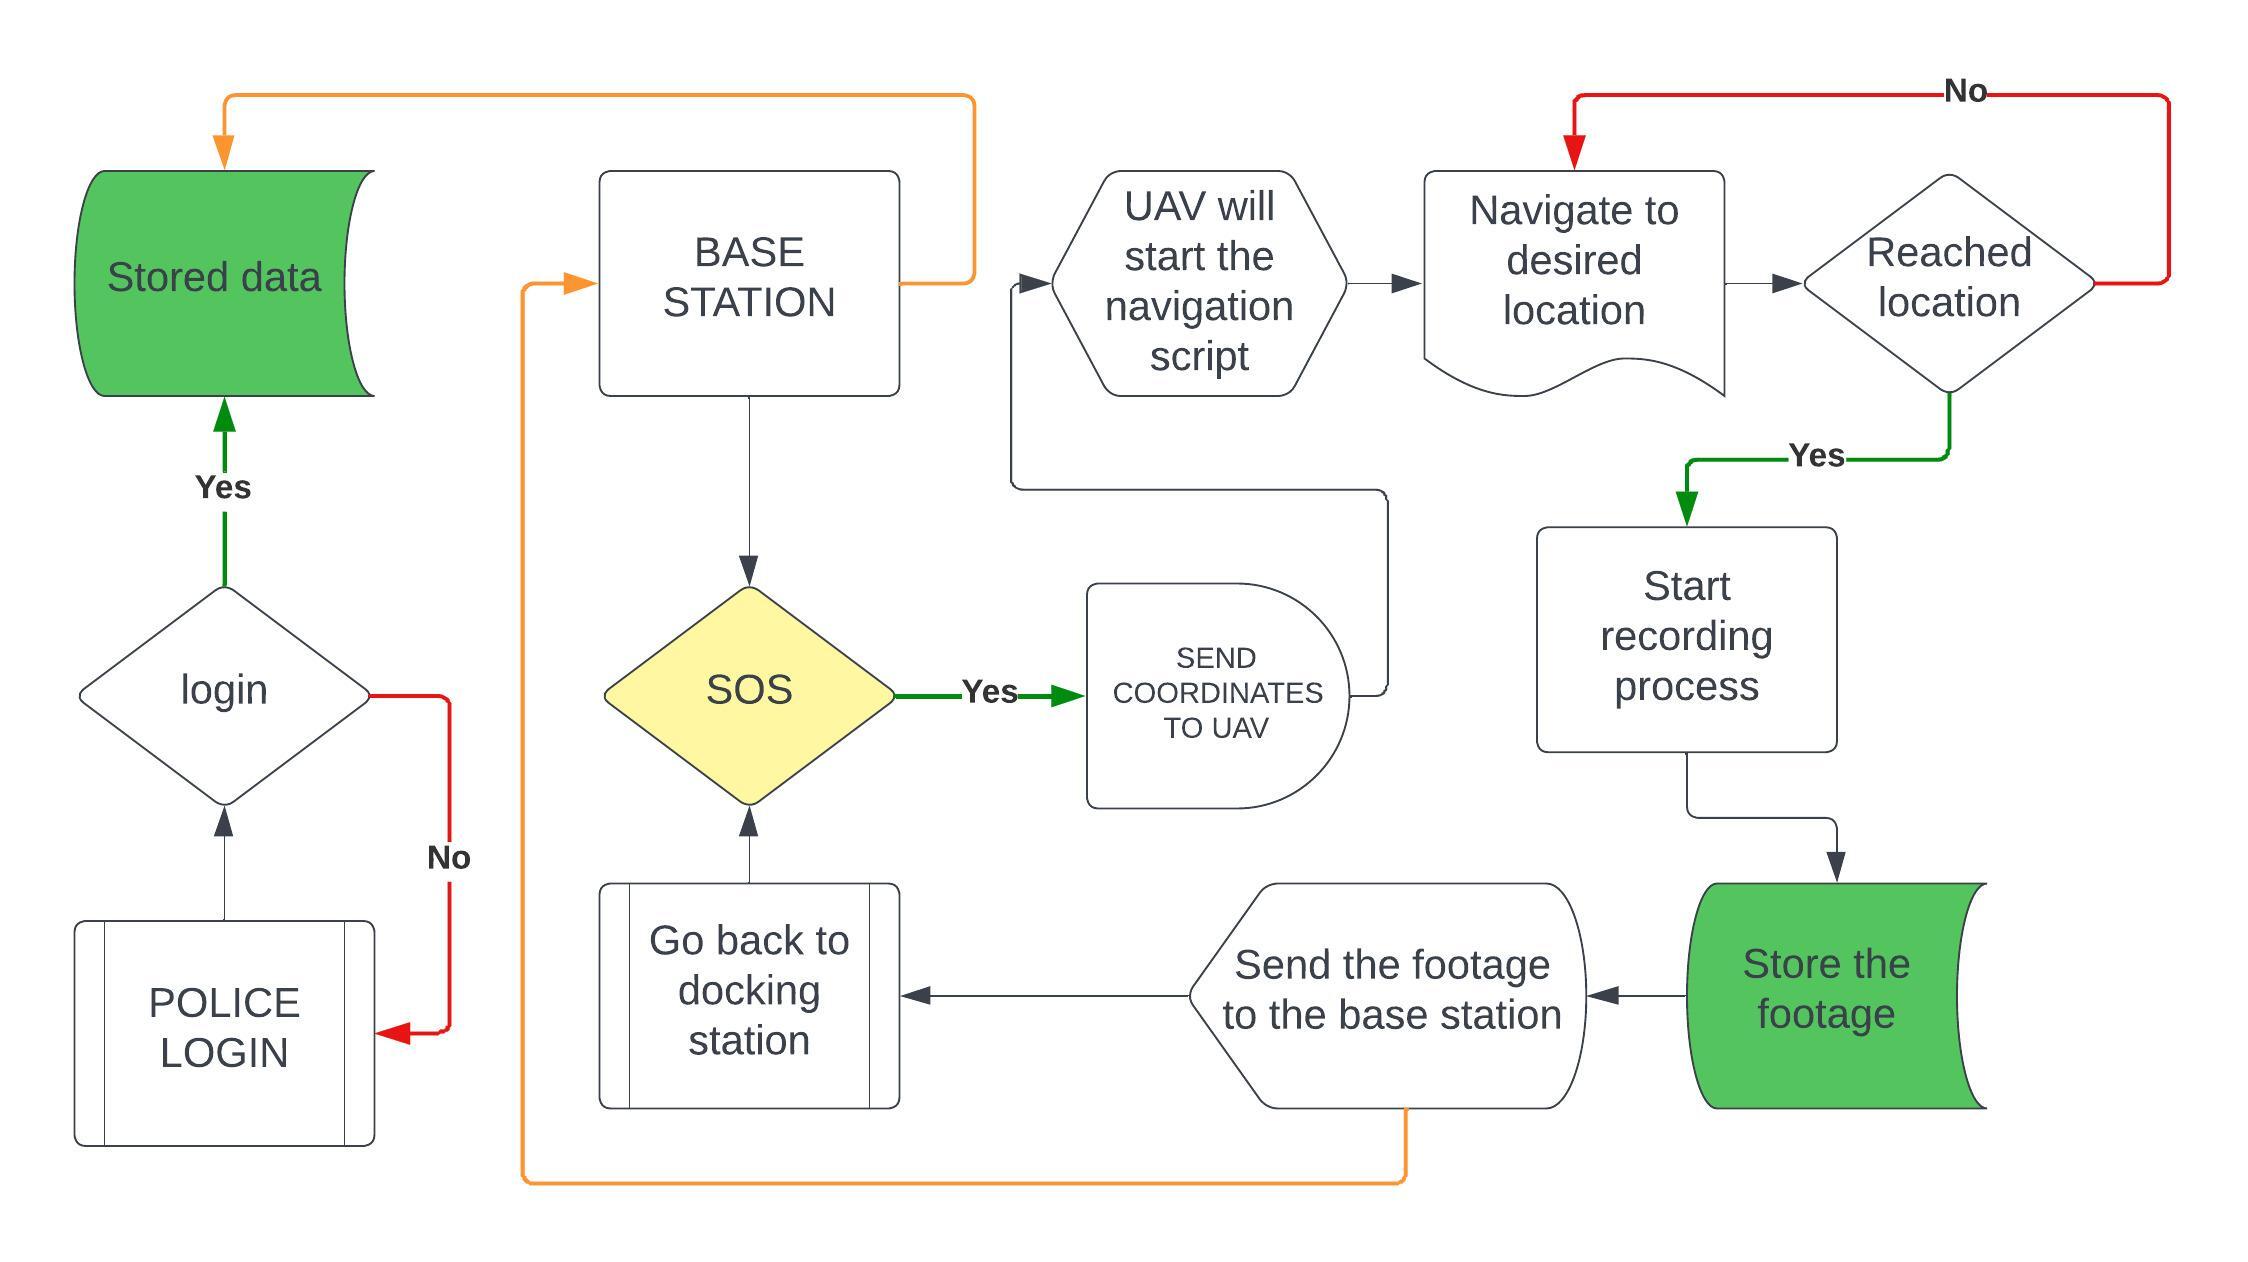 No
Stored data
BASE
STATION
UAV will
start the
navigation
script
Navigate to
desired
location
Reached
location
Yes
Yes
login
SOS
Yes
SEND
COORDINATES
TO UAV
Start
recording
process
No
POLICE
LOGIN
Go back to
docking
station
Send the footage
to the base station
Store the
footage